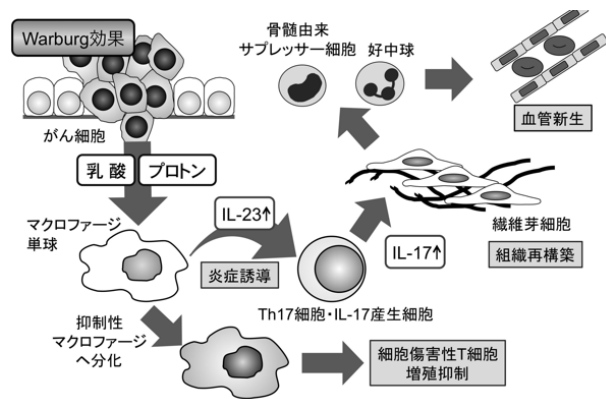 Warburg効果
がん細胞
乳 酸
プロトン
マクロファージ
単球
IL-23↑
炎症誘導
Th17細胞・IL-17産生細胞
IL-17↑
骨髄由来
サプレッサー細胞
好中球
血管新生
繊維芽細胞
組織再構築
抑制性
マクロファージ
へ分化
細胞傷害性T細胞
増殖抑制